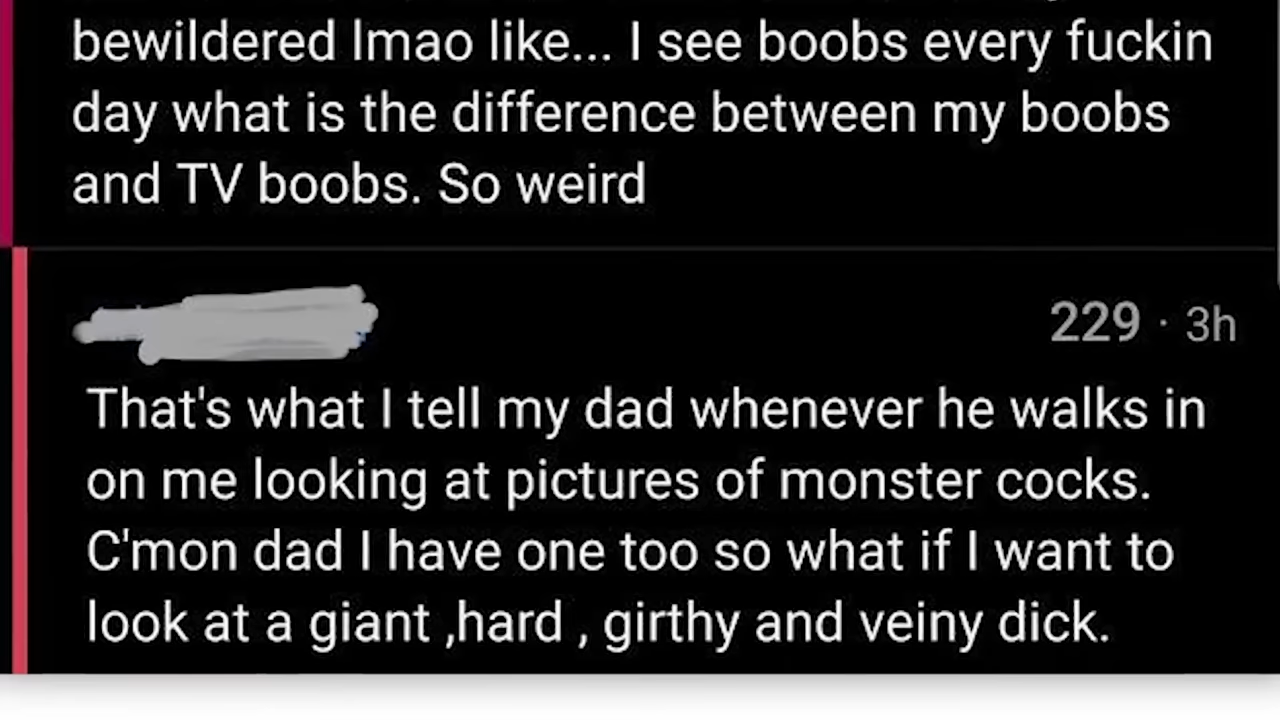 bewildered lmao like... I see boobs every fuckin
day what is the difference between my boobs
and TV boobs. So weird
229 · 3h
That's what I tell my dad whenever he walks in
on me looking at pictures of monster cocks.
C'mon dad I have one too so what if I want to
look at a giant ,hard , girthy and veiny dick.